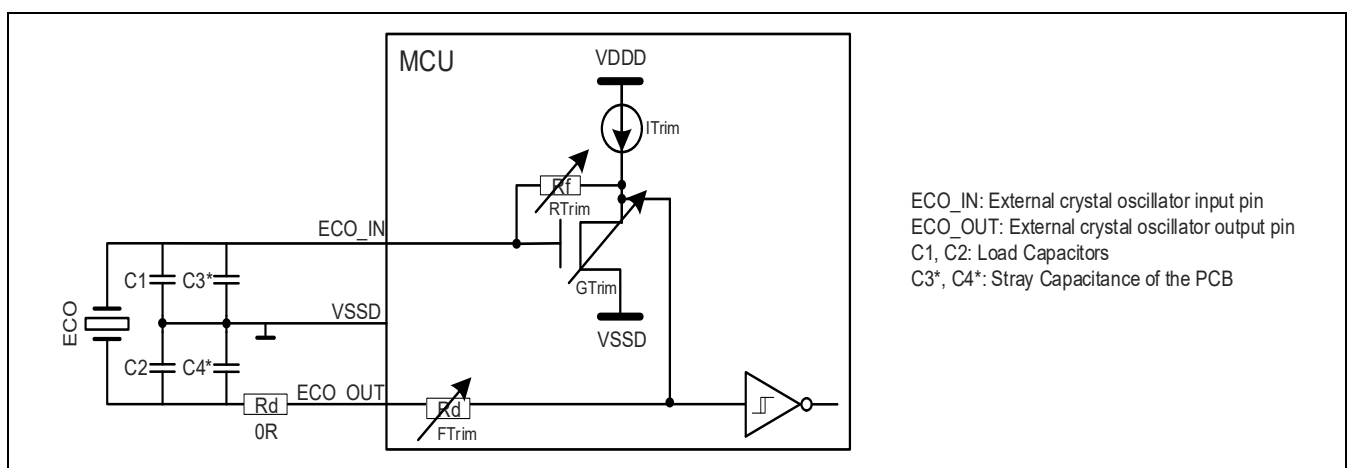 MCU
VDDD
ITrim
Rf
RTrim
ECO_IN
GTrim
C1
C3*
VSSD
VSSD
ECO
C2
C4*
Rd
0R
ECO_OUT
Rd
FTrim
ECO_IN: External crystal oscillator input pin
ECO_OUT: External crystal oscillator output pin
C1, C2: Load Capacitors
C3*, C4*: Stray Capacitance of the PCB